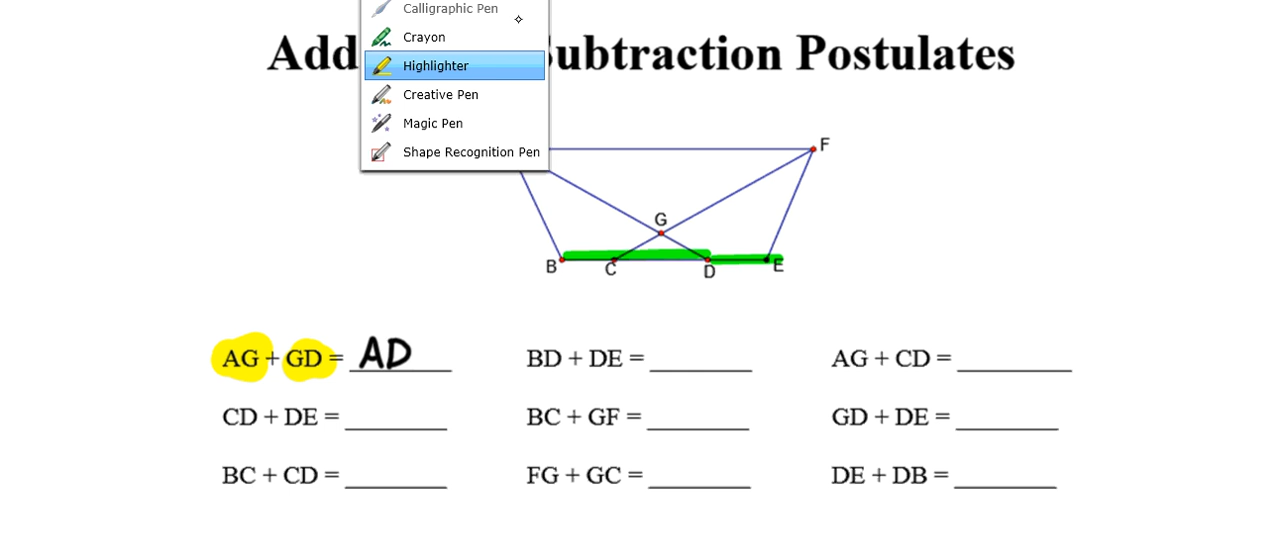 Calligraphic Pen
Add ubtraction Postulates
Crayon
Highlighter
Creative Pen
Magic Pen
Shape Recognition Pen
F
G
B C D E
AG + GD = AD BD + DE = AG + CD =
CD + DE = BC + GF = GD + DE =
BC + CD = FG + GC = DE + DB =